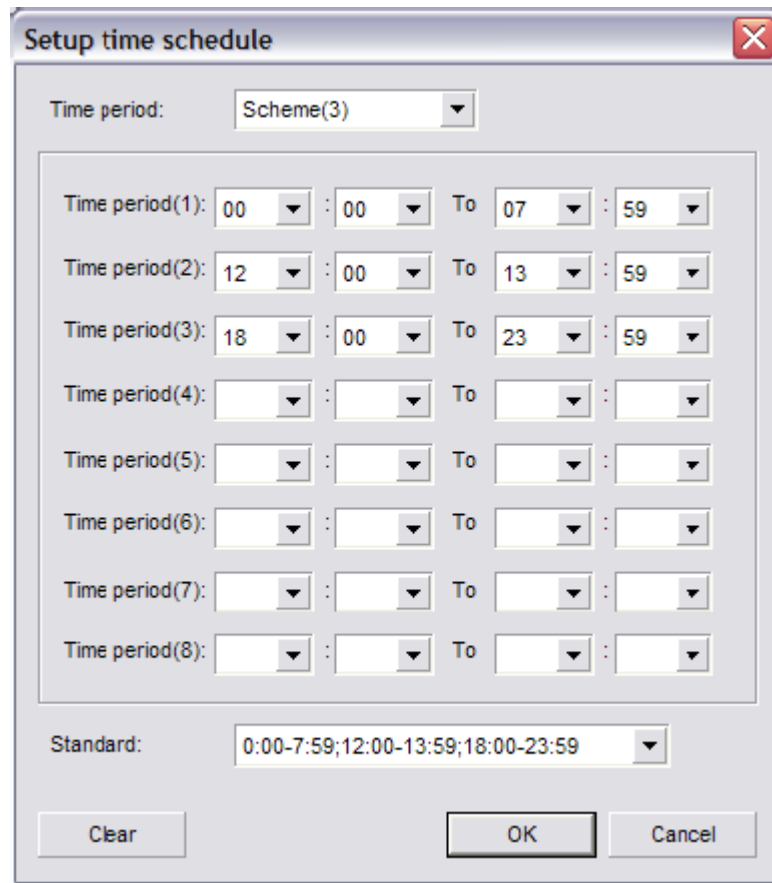 Setup time schedule
Time period: Scheme(3)
Time period(1): 00 : 00 To 07 : 59
Time period(2): 12 : 00 To 13 : 59
Time period(3): 18 : 00 To 23 : 59
Time period(4): : To :
Time period(5): : To :
Time period(6): : To :
Time period(7): : To :
Time period(8): : To :
Standard: 0:00-7:59;12:00-13:59;18:00-23:59
Clear OK Cancel